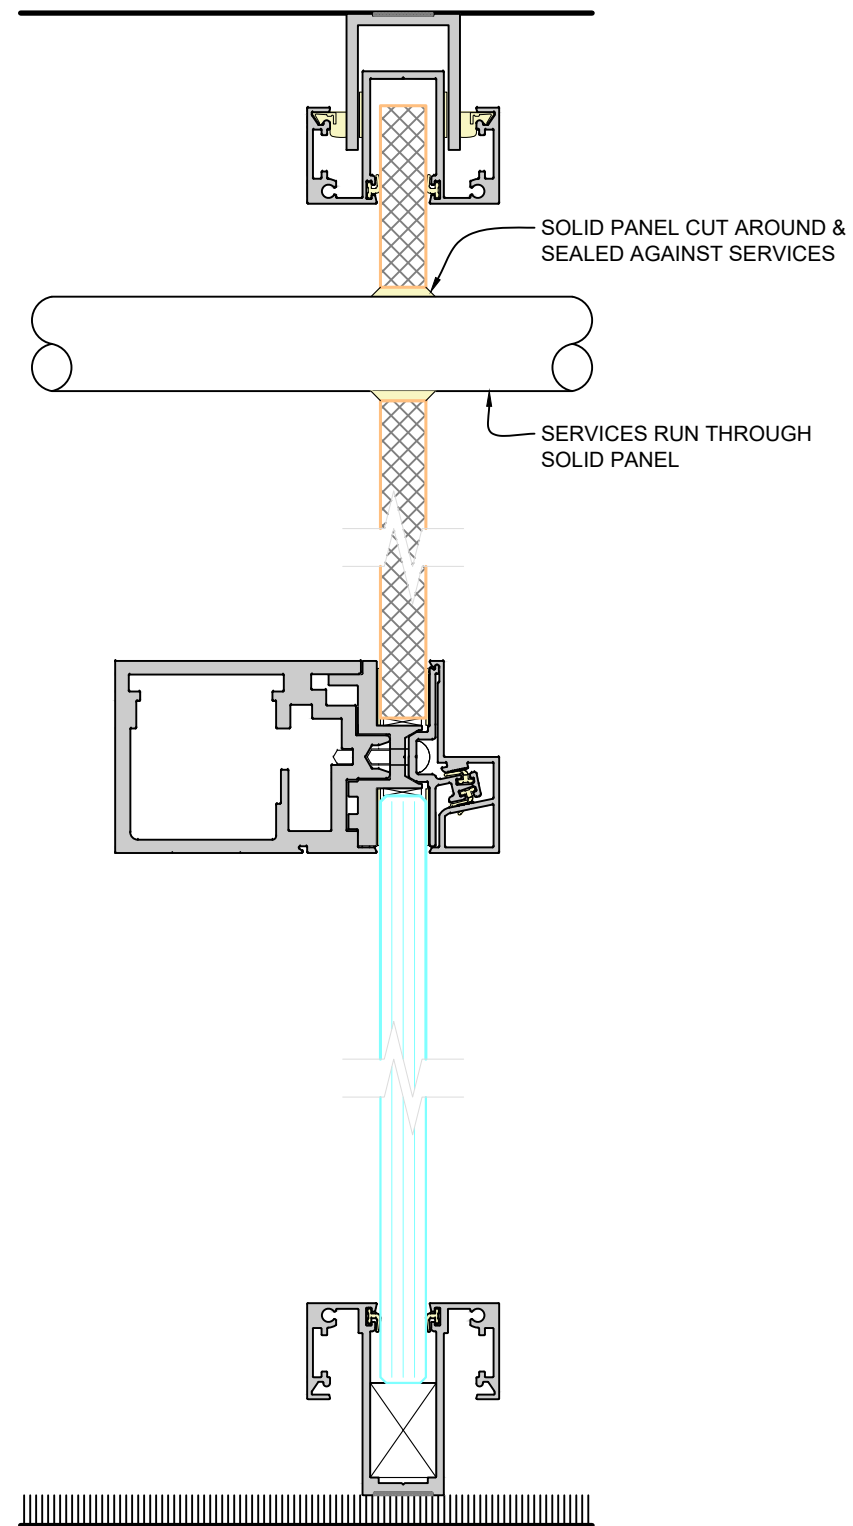 SOLID PANEL CUT AROUND &
SEALED AGAINST SERVICES
SERVICES RUN THROUGH
SOLID PANEL